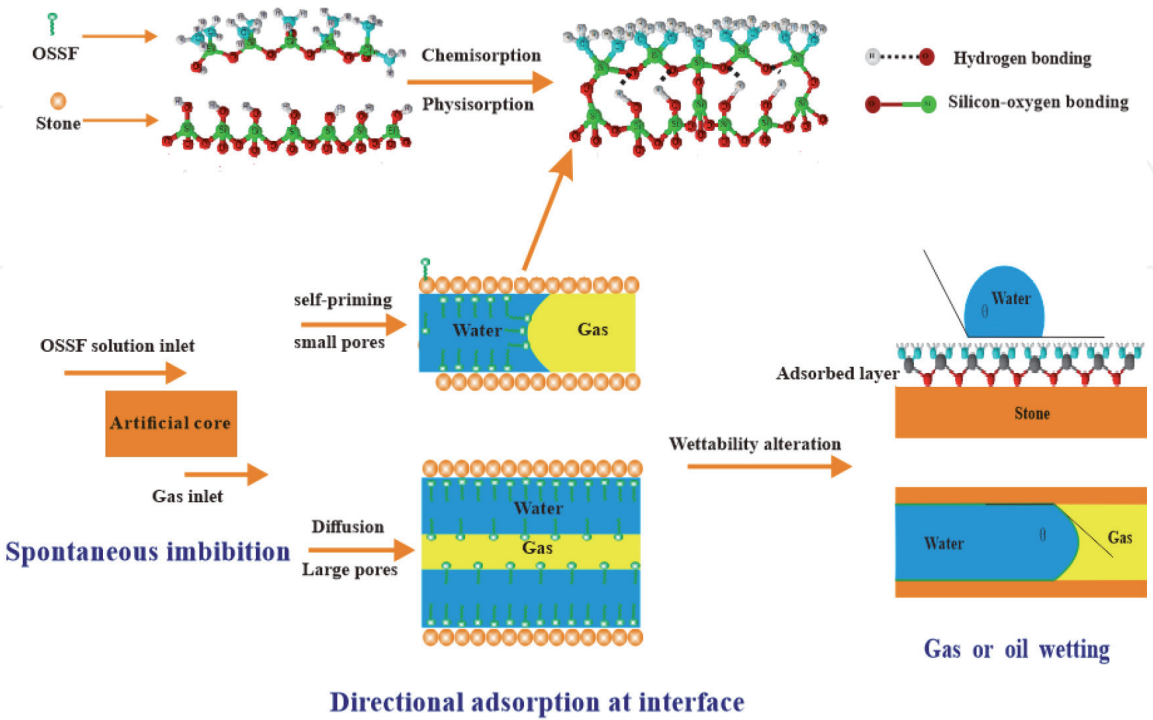 OSSF
Stone
Chemisorption
Physisorption
Hydrogen bonding
Silicon-oxygen bonding
self-priming
small pores
Water
Gas
OSSF solution inlet
Artificial core
Gas inlet
Spontaneous imbibition
Diffusion
Large pores
Water
Gas
Wettability alteration
Water
θ
Adsorbed layer
Stone
Water
θ
Gas
Gas or oil wetting
Directional adsorption at interface